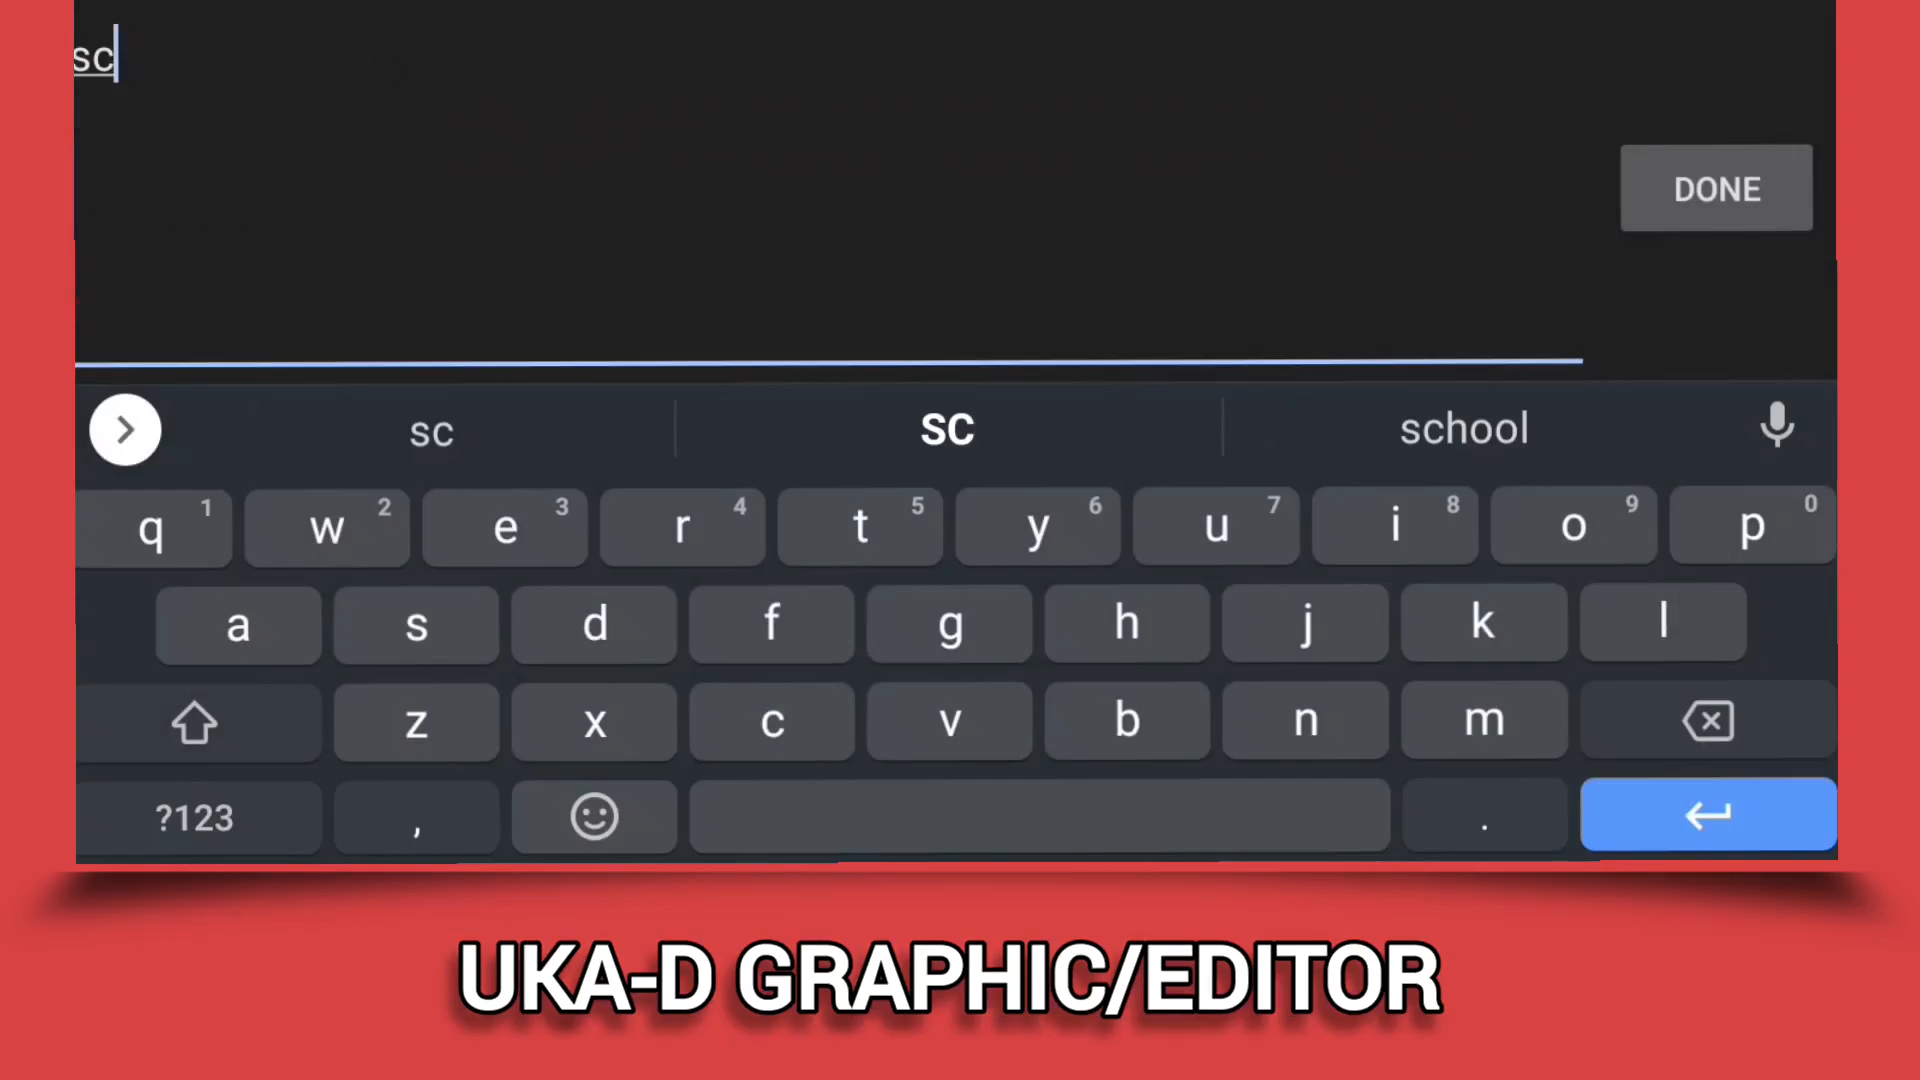 sc
DONE
sc SC school
q 1 w 2 e 3 r 4 t 5 y 6 u 7 i 8 o 9 p 0
a s d f g h j k l
z x c v b n m
?123 , .
UKA-D GRAPHIC/EDITOR